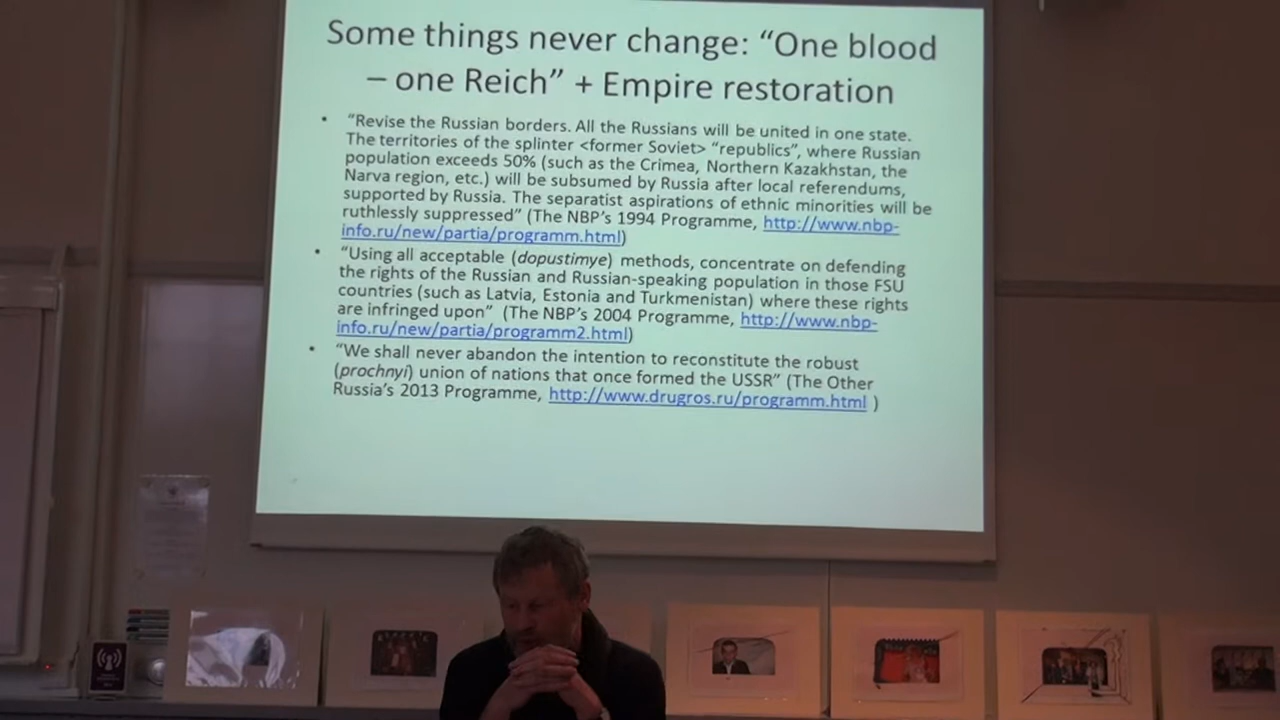 Some things never change: “One blood
– one Reich” + Empire restoration
• “Revise the Russian borders. All the Russians will be united in one state.
The territories of the splinter <former Soviet> “republics”, where Russian
population exceeds 50% (such as the Crimea, Northern Kazakhstan, the
Narva region, etc.) will be subsumed by Russia after local referendums,
supported by Russia. The separatist aspirations of ethnic minorities will be
ruthlessly suppressed” (The NBP’s 1994 Programme, http://www.nbp-
info.ru/new/partia/programm.html)
• “Using all acceptable (dopustimye) methods, concentrate on defending
the rights of the Russian and Russian-speaking population in those FSU
countries (such as Latvia, Estonia and Turkmenistan) where these rights
are infringed upon” (The NBP’s 2004 Programme, http://www.nbp-
info.ru/new/partia/programm2.html)
• “We shall never abandon the intention to reconstitute the robust
(prochnyi) union of nations that once formed the USSR” (The Other
Russia’s 2013 Programme, http://www.drugros.ru/programm.html )